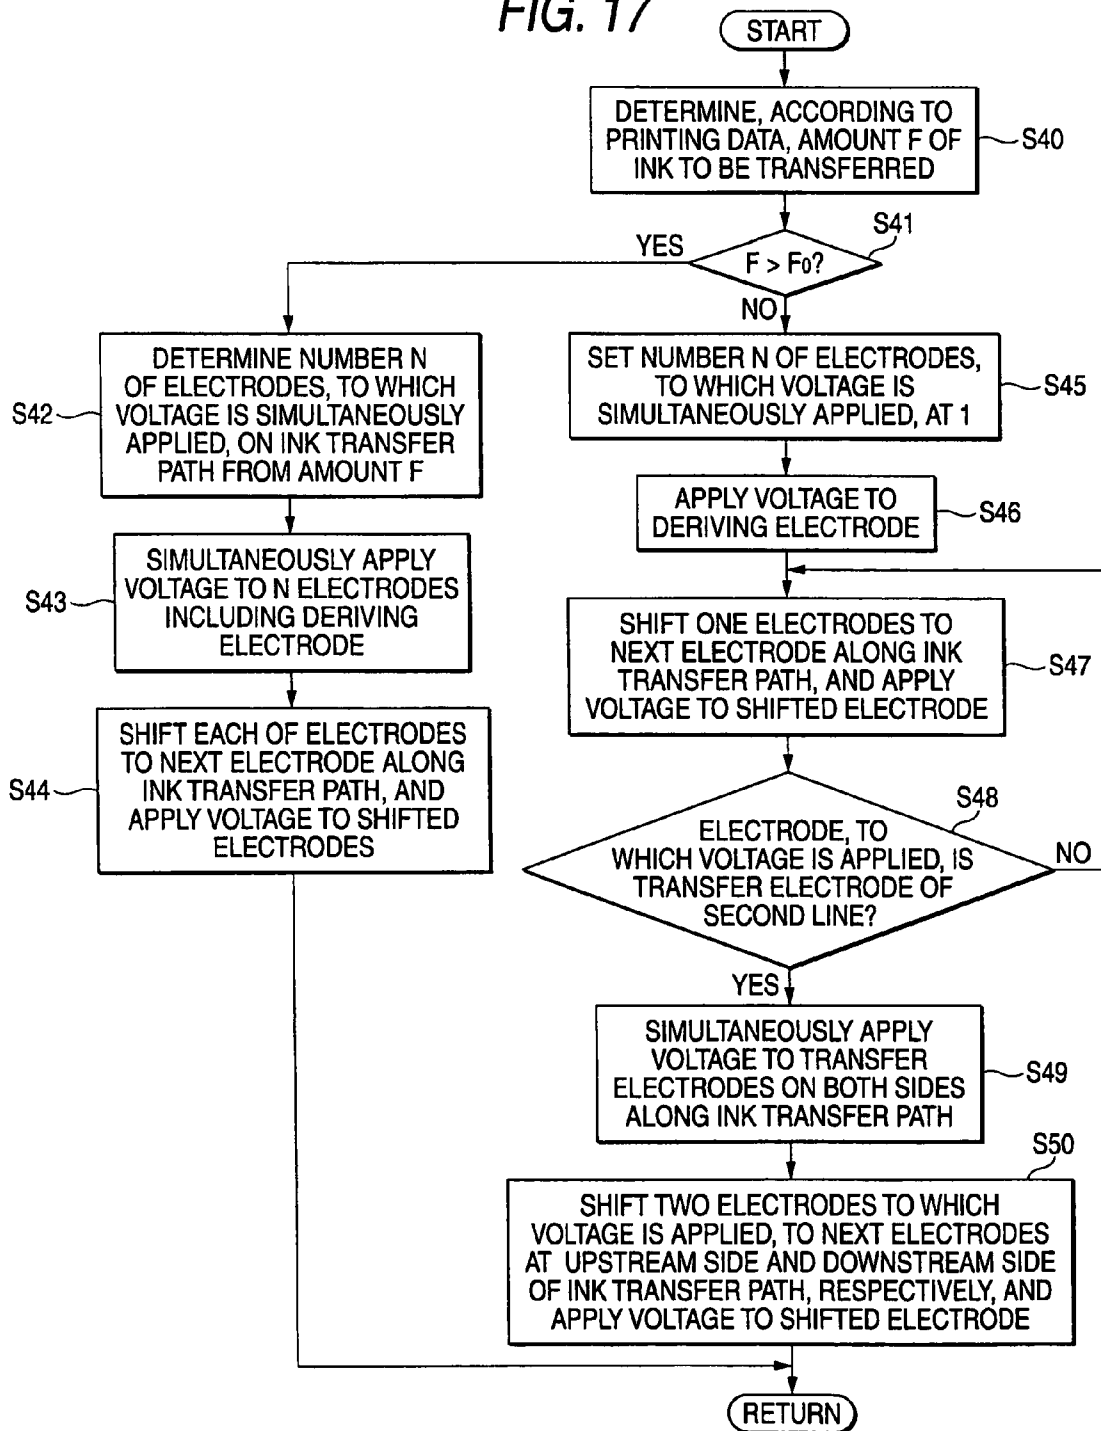 FIG. 17
START
DETERMINE, ACCORDING TO
PRINTING DATA, AMOUNT F OF
INK TO BE TRANSFERRED
S40
S41
F > F0?
YES
NO
DETERMINE NUMBER N
OF ELECTRODES, TO WHICH
VOLTAGE IS SIMULTANEOUSLY
APPLIED, ON INK TRANSFER
PATH FROM AMOUNT F
S42
SIMULTANEOUSLY APPLY
VOLTAGE TO N ELECTRODES
INCLUDING DERIVING
ELECTRODE
S43
SHIFT EACH OF ELECTRODES
TO NEXT ELECTRODE ALONG
INK TRANSFER PATH, AND
APPLY VOLTAGE TO SHIFTED
ELECTRODES
S44
SET NUMBER N OF ELECTRODES,
TO WHICH VOLTAGE IS
SIMULTANEOUSLY APPLIED, AT 1
S45
APPLY VOLTAGE TO
DERIVING ELECTRODE
S46
SHIFT ONE ELECTRODES TO
NEXT ELECTRODE ALONG INK
TRANSFER PATH, AND APPLY
VOLTAGE TO SHIFTED ELECTRODE
S47
S48
ELECTRODE, TO
WHICH VOLTAGE IS APPLIED, IS
TRANSFER ELECTRODE OF
SECOND LINE?
NO
YES
SIMULTANEOUSLY APPLY
VOLTAGE TO TRANSFER
ELECTRODES ON BOTH SIDES
ALONG INK TRANSFER PATH
S49
S50
SHIFT TWO ELECTRODES TO WHICH
VOLTAGE IS APPLIED, TO NEXT ELECTRODES
AT UPSTREAM SIDE AND DOWNSTREAM SIDE
OF INK TRANSFER PATH, RESPECTIVELY, AND
APPLY VOLTAGE TO SHIFTED ELECTRODE
RETURN